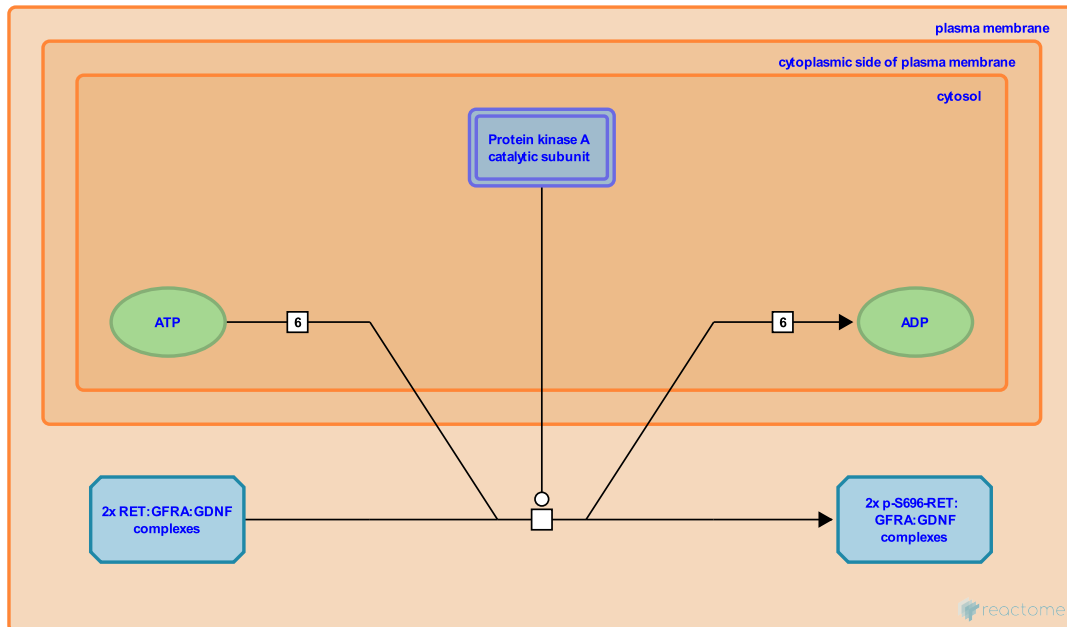 plasma membrane
cytoplasmic side of plasma membrane
cytosol
Protein kinase A
catalytic subunit
ATP
6
6
ADP
2x RET:GFRA:GDNF
complexes
2x p-S696-RET:
GFRA:GDNF
complexes
reactome